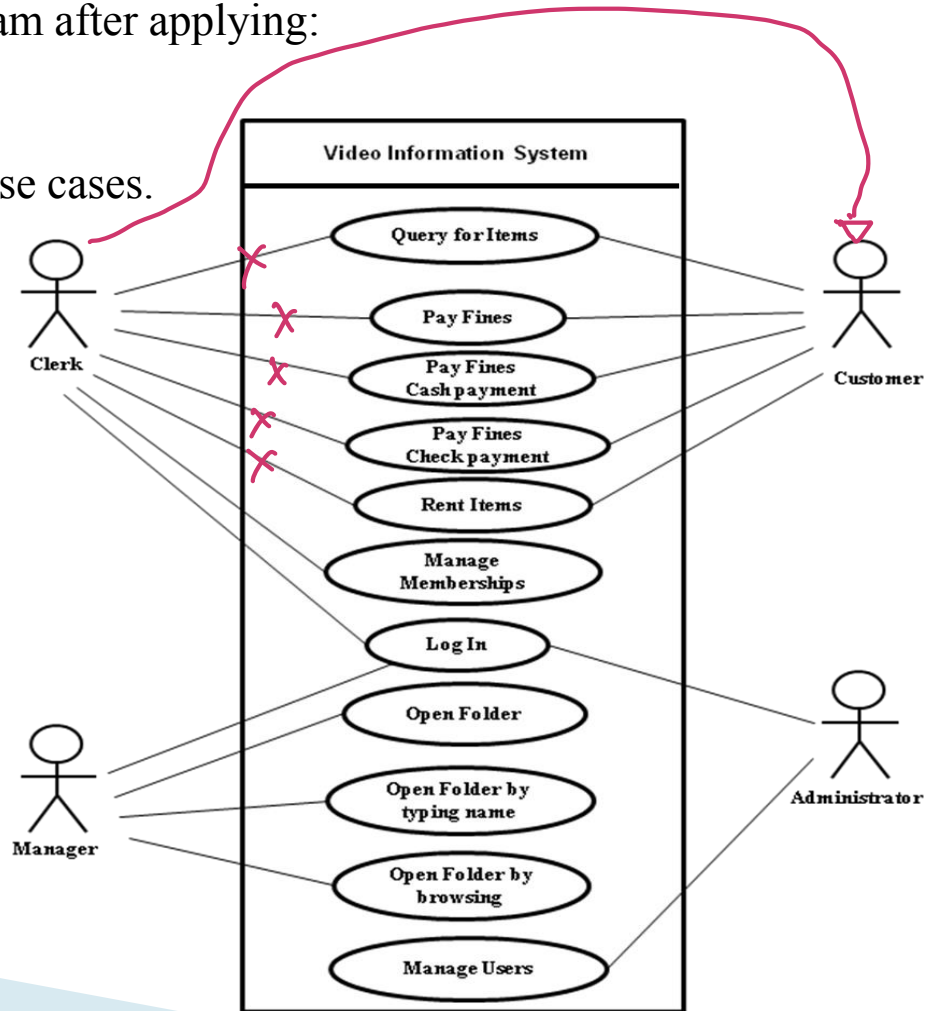 am after applying:
se cases.
Video Information System
Query for Items
Pay Fines
Clerk
Pay Fines
Cash payment
Customer
Pay Fines
Check payment
Rent Items
Manage
Memberships
Log In
Open Folder
Manager
Open Folder by
typing name
Administrator
Open Folder by
browsing
Manage Users